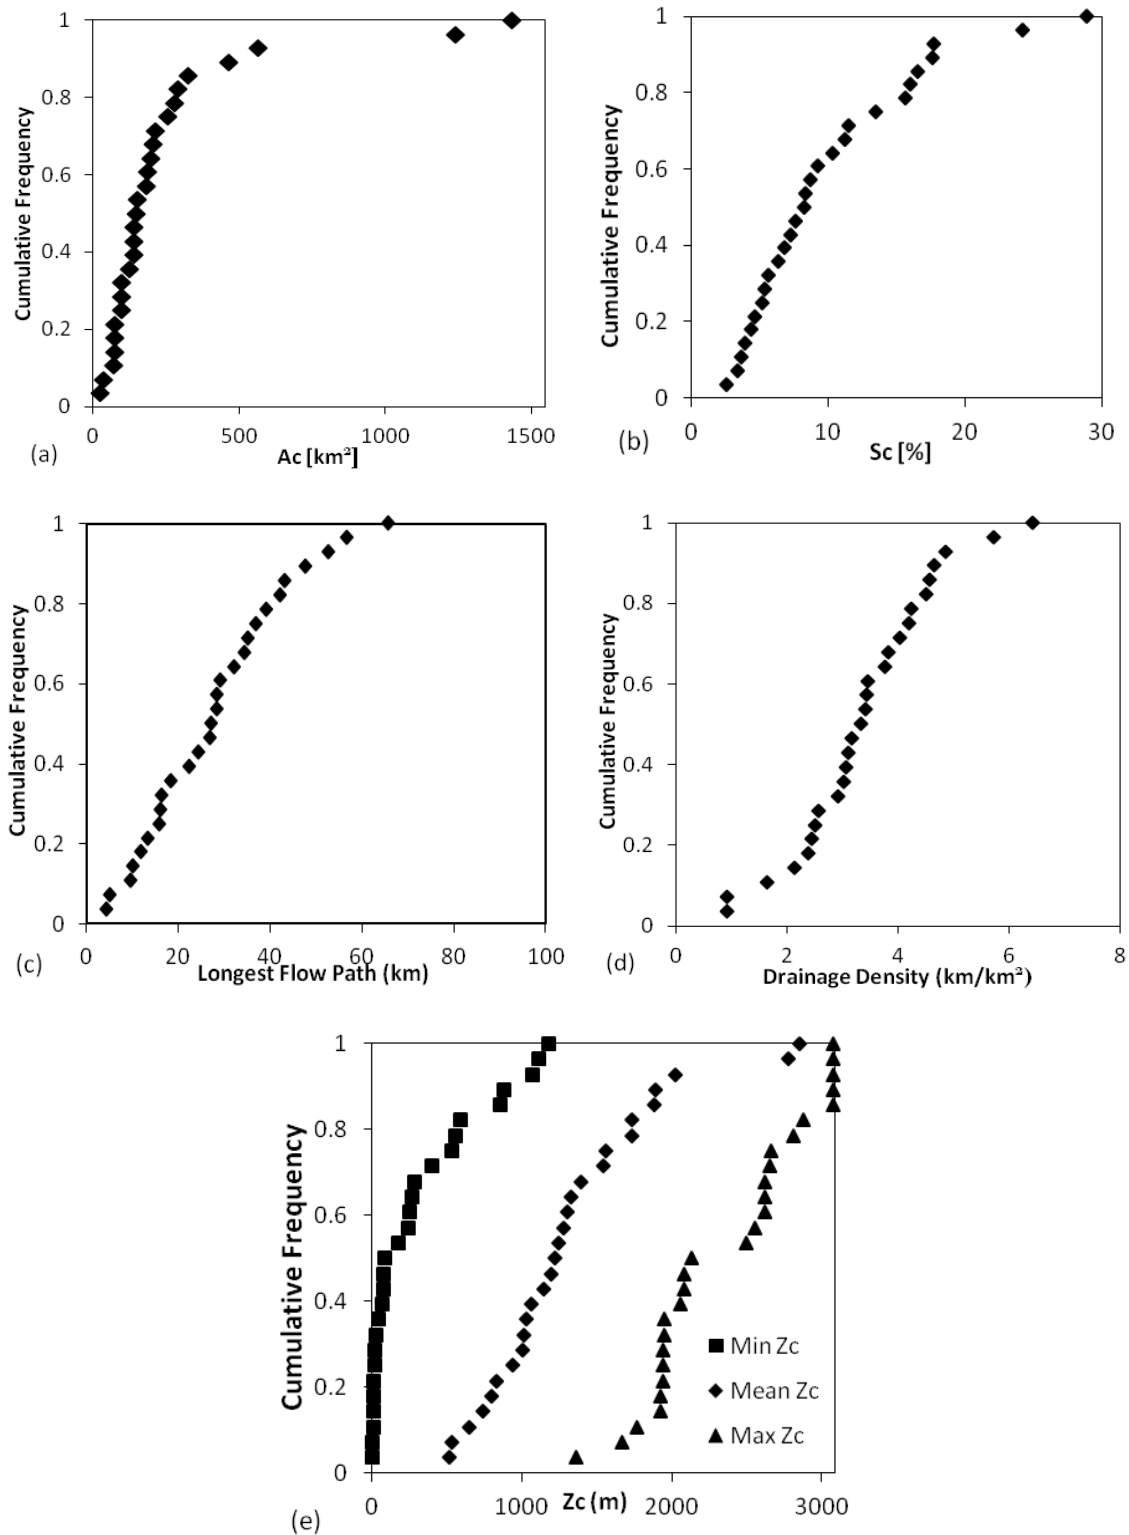 1
0.8
0.6
0.4
0.2
0
Cumulative Frequency
0 500 1000 1500
(a) Ac [km²]
1
0.8
0.6
0.4
0.2
0
Cumulative Frequency
0 10 20 30
(b) Sc [%]
1
0.8
0.6
0.4
0.2
0
Cumulative Frequency
0 20 40 60 80 100
(c) Longest Flow Path (km)
1
0.8
0.6
0.4
0.2
0
Cumulative Frequency
0 2 4 6 8
(d) Drainage Density (km/km²)
1
0.8
0.6
0.4
0.2
0
Cumulative Frequency
Min Zc
Mean Zc
Max Zc
0 1000 2000 3000
(e) Zc (m)